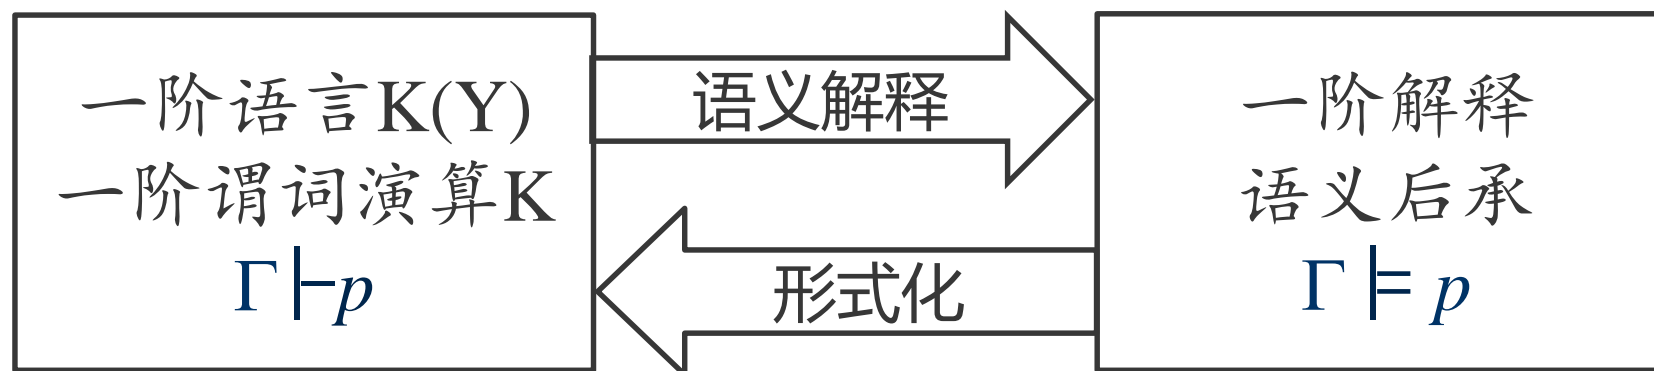 一阶语言K(Y)
一阶谓词演算K
Γ ⊢ p
语义解释
形式化
一阶解释
语义后承
Γ ⊨ p